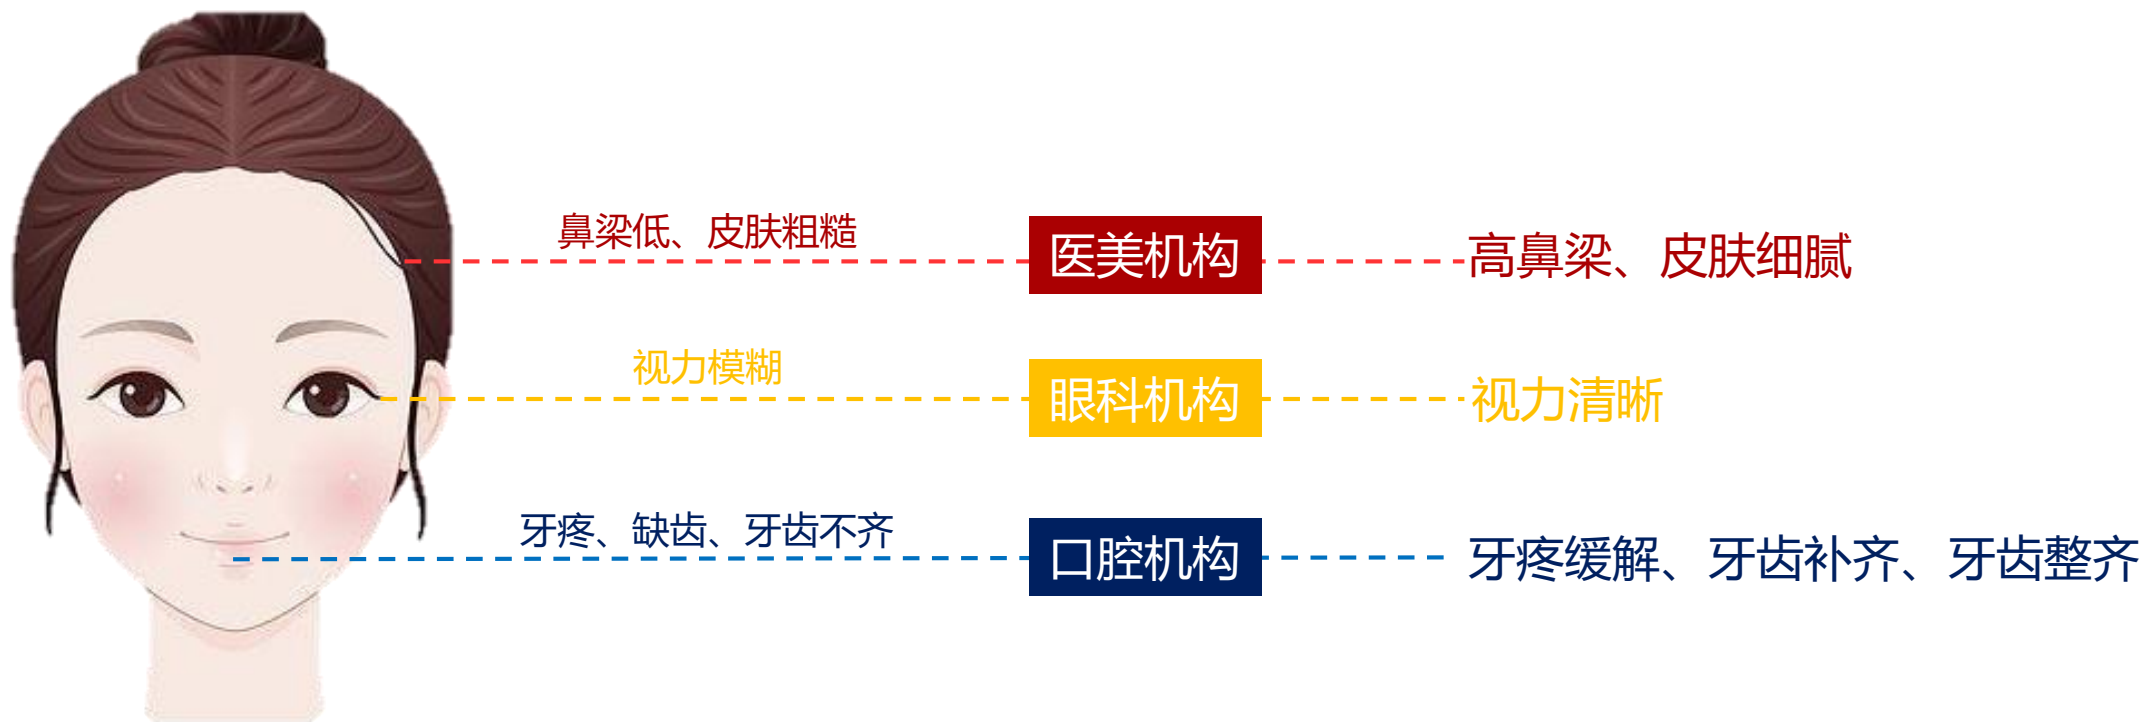 鼻梁低、皮肤粗糙
医美机构
高鼻梁、皮肤细腻
视力模糊
眼科机构
视力清晰
牙疼、缺齿、牙齿不齐
口腔机构
牙疼缓解、牙齿补齐、牙齿整齐